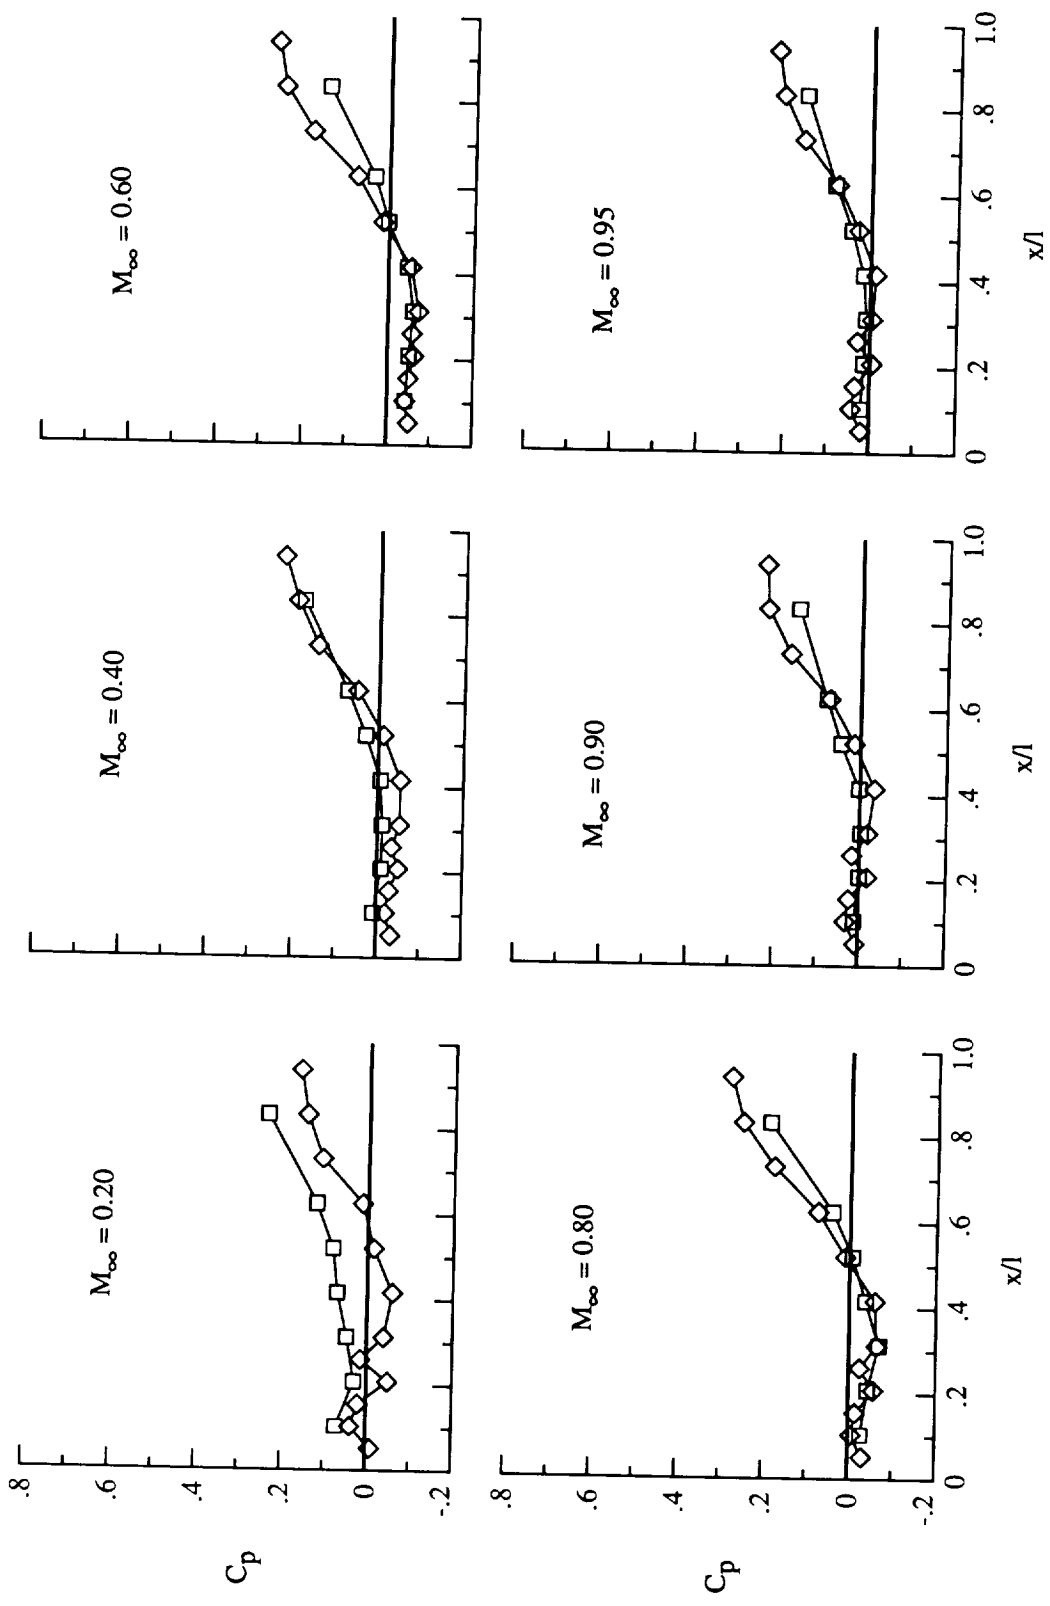 M∞ = 0.20
M∞ = 0.40
M∞ = 0.60
Cp
.8
.6
.4
.2
0
-.2
M∞ = 0.80
M∞ = 0.90
M∞ = 0.95
Cp
.8
.6
.4
.2
0
-.2
0 .2 .4 .6 .8 1.0
x/l
0 .2 .4 .6 .8 1.0
x/l
0 .2 .4 .6 .8 1.0
x/l